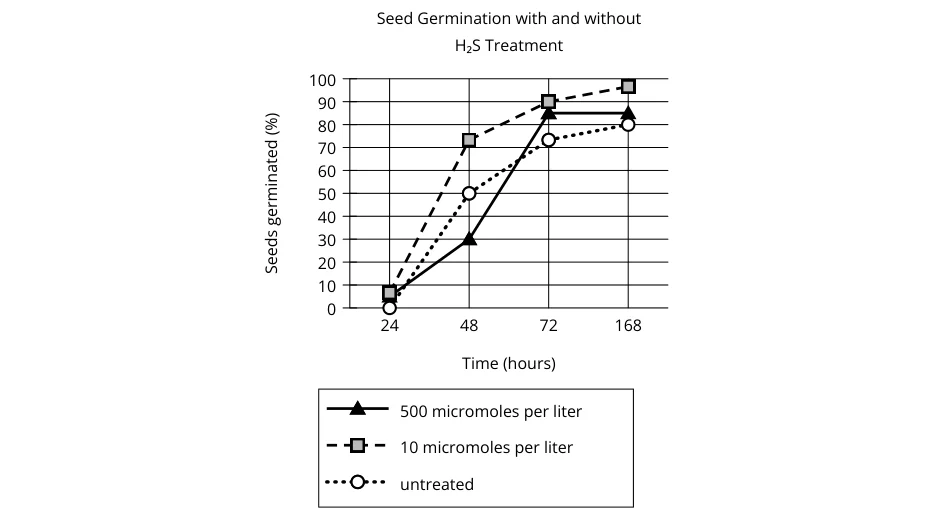 Seed Germination with and without
H₂S Treatment
100
90
80
70
60
50
40
30
20
10
0
Seeds germinated (%)
24 48 72 168
Time (hours)
500 micromoles per liter
10 micromoles per liter
untreated